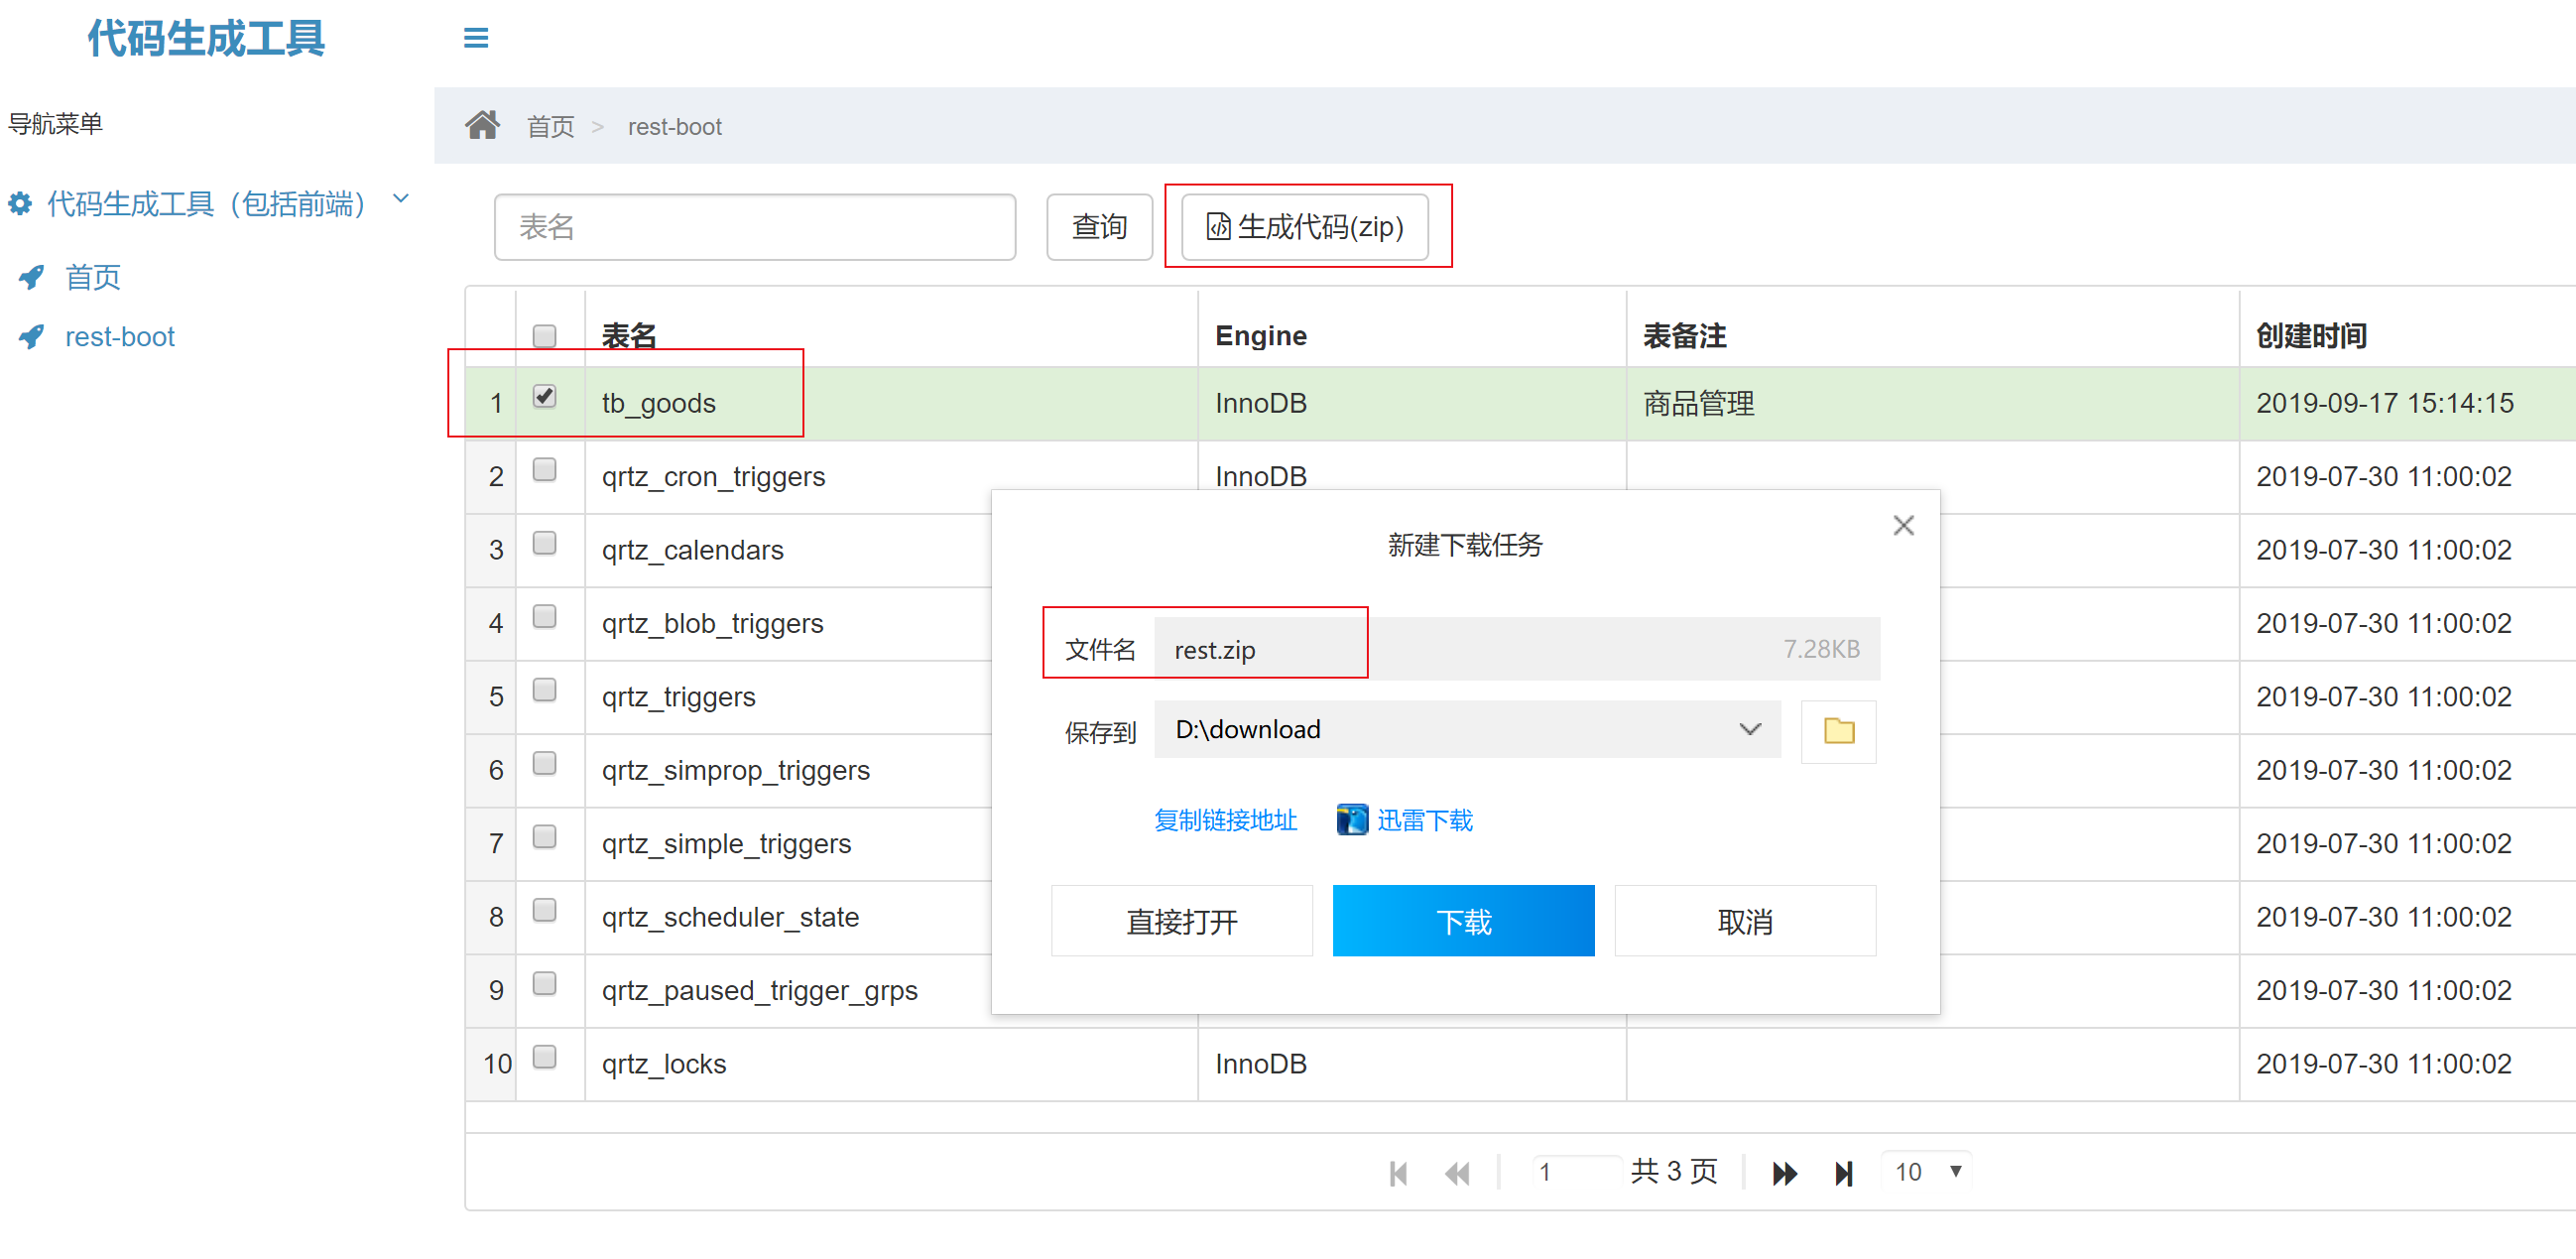 代码生成工具
导航菜单
首页 > rest-boot
代码生成工具（包括前端）
首页
rest-boot
表名 查询 生成代码(zip)
表名 Engine 表备注 创建时间
1 tb_goods InnoDB 商品管理 2019-09-17 15:14:15
2 qrtz_cron_triggers InnoDB 2019-07-30 11:00:02
3 qrtz_calendars 2019-07-30 11:00:02
4 qrtz_blob_triggers 2019-07-30 11:00:02
5 qrtz_triggers 2019-07-30 11:00:02
6 qrtz_simprop_triggers 2019-07-30 11:00:02
7 qrtz_simple_triggers 2019-07-30 11:00:02
8 qrtz_scheduler_state 2019-07-30 11:00:02
9 qrtz_paused_trigger_grps 2019-07-30 11:00:02
10 qrtz_locks InnoDB 2019-07-30 11:00:02
新建下载任务
文件名 rest.zip 7.28KB
保存到 D:\download
复制链接地址 迅雷下载
直接打开 下载 取消
1 共 3 页 10